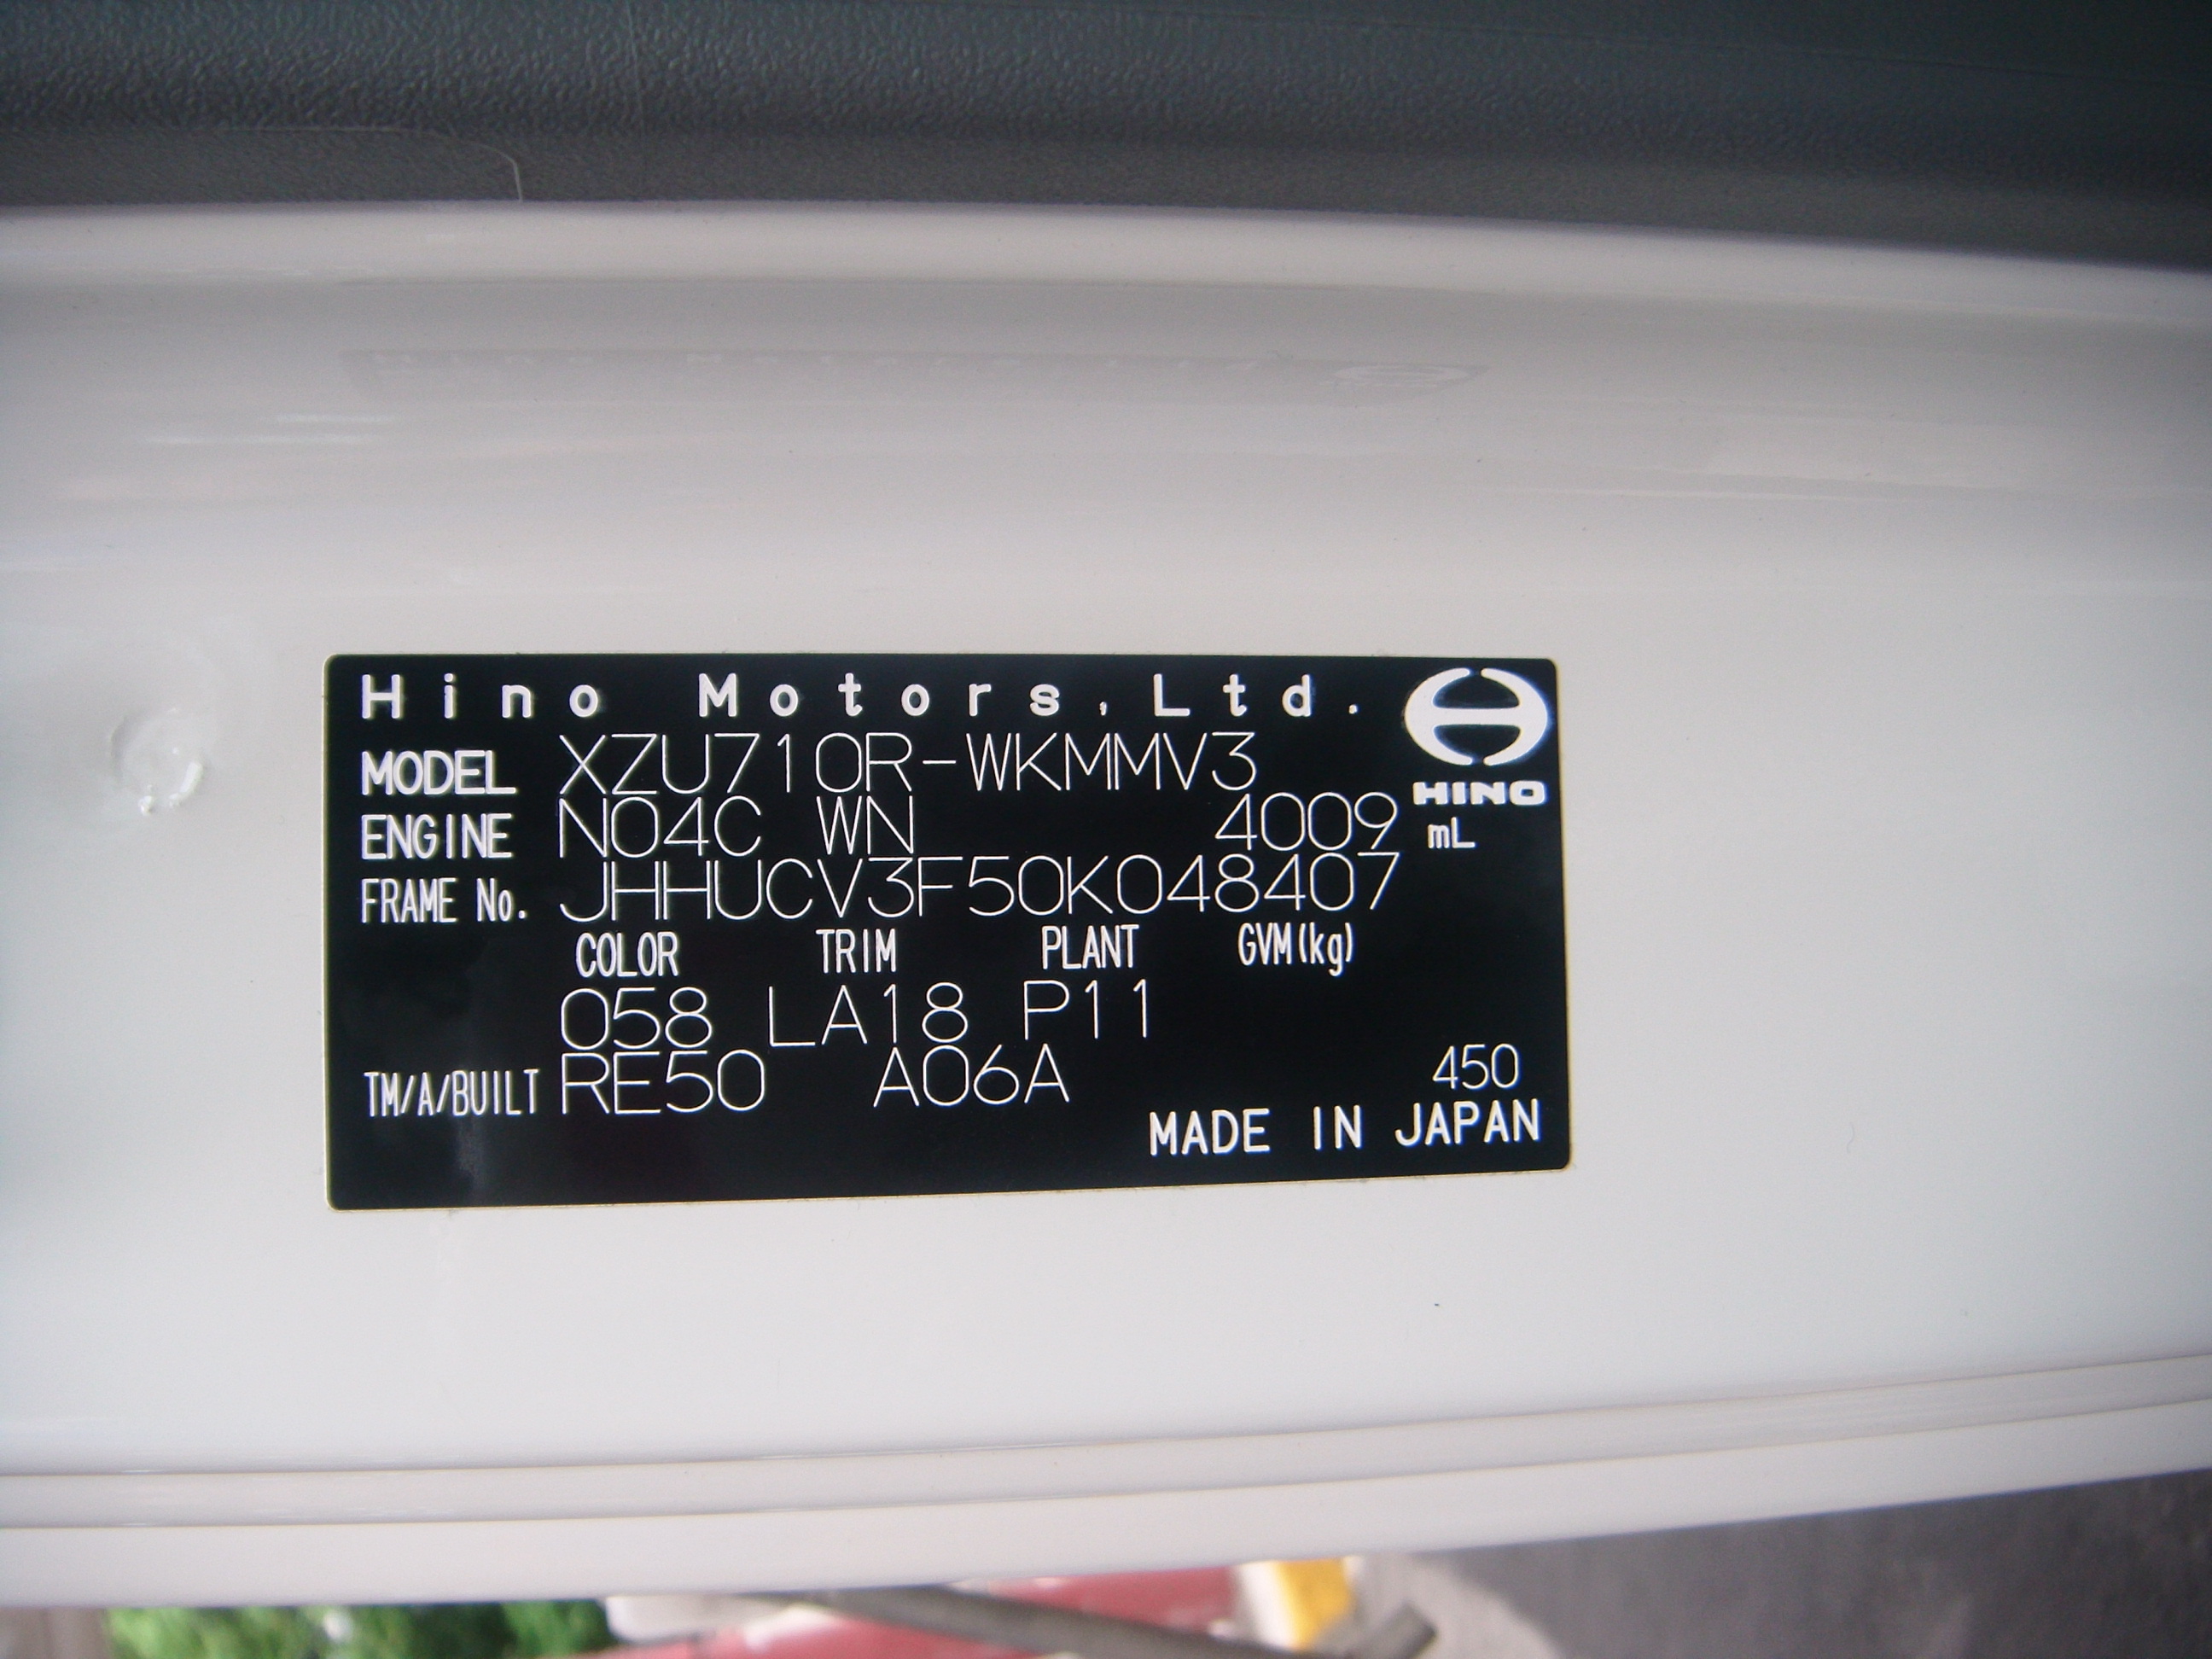 Hino Motors, Ltd.
HINO
MODEL XZU710R-WKMMV3
ENGINE N04C WN 4009 mL
FRAME No. JHHUCV3F50K048407
COLOR TRIM PLANT GVM(kg)
058 LA18 P11
TM/A/BUILT RE50 A06A 450
MADE IN JAPAN